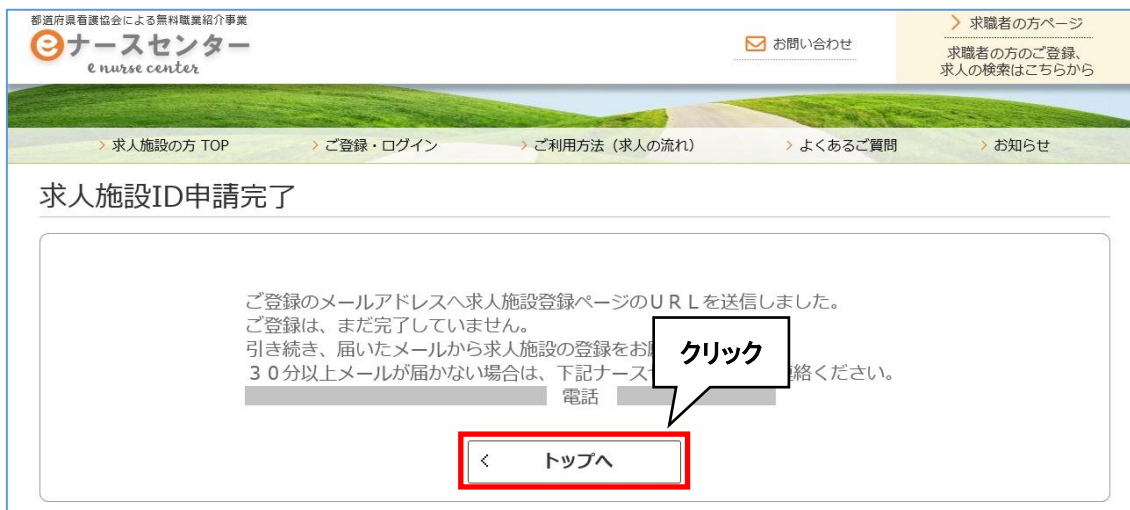 都道府県看護協会による無料職業紹介事業
eナースセンター
e nurse center
お問い合わせ
求職者の方ページ
求職者の方のご登録、
求人の検索はこちらから
求人施設の方 TOP
ご登録・ログイン
ご利用方法（求人の流れ）
よくあるご質問
お知らせ
求人施設ID申請完了
ご登録のメールアドレスへ求人施設登録ページのＵＲＬを送信しました。
ご登録は、まだ完了していません。
引き続き、届いたメールから求人施設の登録をお
３０分以上メールが届かない場合は、下記ナース 絡ください。
電話
クリック
トップへ